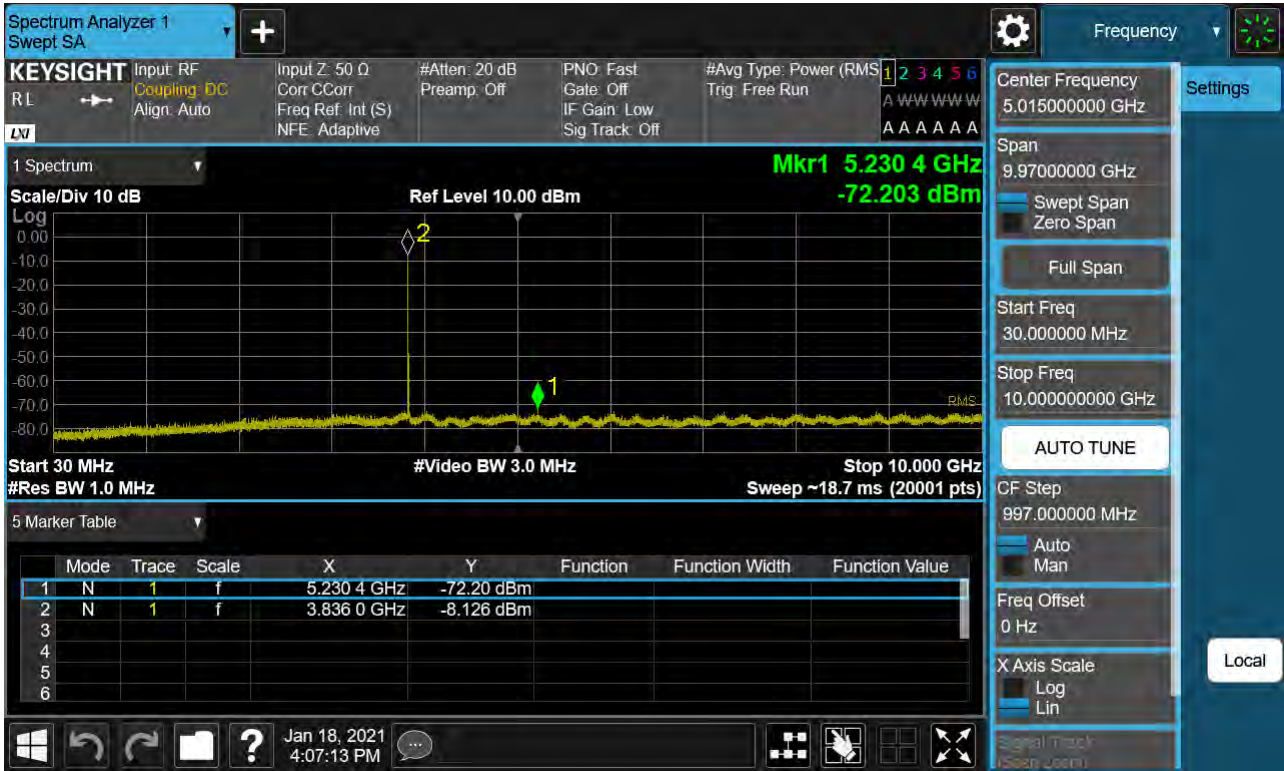 Spectrum Analyzer 1
Swept SA
+
Frequency
KEYSIGHT
RL
LXI
Input: RF
Coupling: DC
Align: Auto
Input Z: 50 Ω
Corr CCorr
Freq Ref: Int (S)
NFE: Adaptive
#Atten: 20 dB
Preamp: Off
PNO: Fast
Gate: Off
IF Gain: Low
Sig Track: Off
#Avg Type: Power (RMS
Trig: Free Run
1 2 3 4 5 6
A W W W W W
A A A A A A
1 Spectrum
Mkr1 5.230 4 GHz
Scale/Div 10 dB
Ref Level 10.00 dBm
-72.203 dBm
Log
0.00
-10.0
-20.0
-30.0
-40.0
-50.0
-60.0
-70.0
-80.0
2
1
RMS
Start 30 MHz
#Video BW 3.0 MHz
Stop 10.000 GHz
#Res BW 1.0 MHz
Sweep ~18.7 ms (20001 pts)
5 Marker Table
Mode Trace Scale X Y Function Function Width Function Value
1 N 1 f 5.230 4 GHz -72.20 dBm
2 N 1 f 3.836 0 GHz -8.126 dBm
3
4
5
6
?
Jan 18, 2021
4:07:13 PM
Center Frequency
5.015000000 GHz
Settings
Span
9.97000000 GHz
Swept Span
Zero Span
Full Span
Start Freq
30.000000 MHz
Stop Freq
10.000000000 GHz
AUTO TUNE
CF Step
997.000000 MHz
Auto
Man
Freq Offset
0 Hz
X Axis Scale
Log
Lin
Local
Signal Track
(Span Zoom)